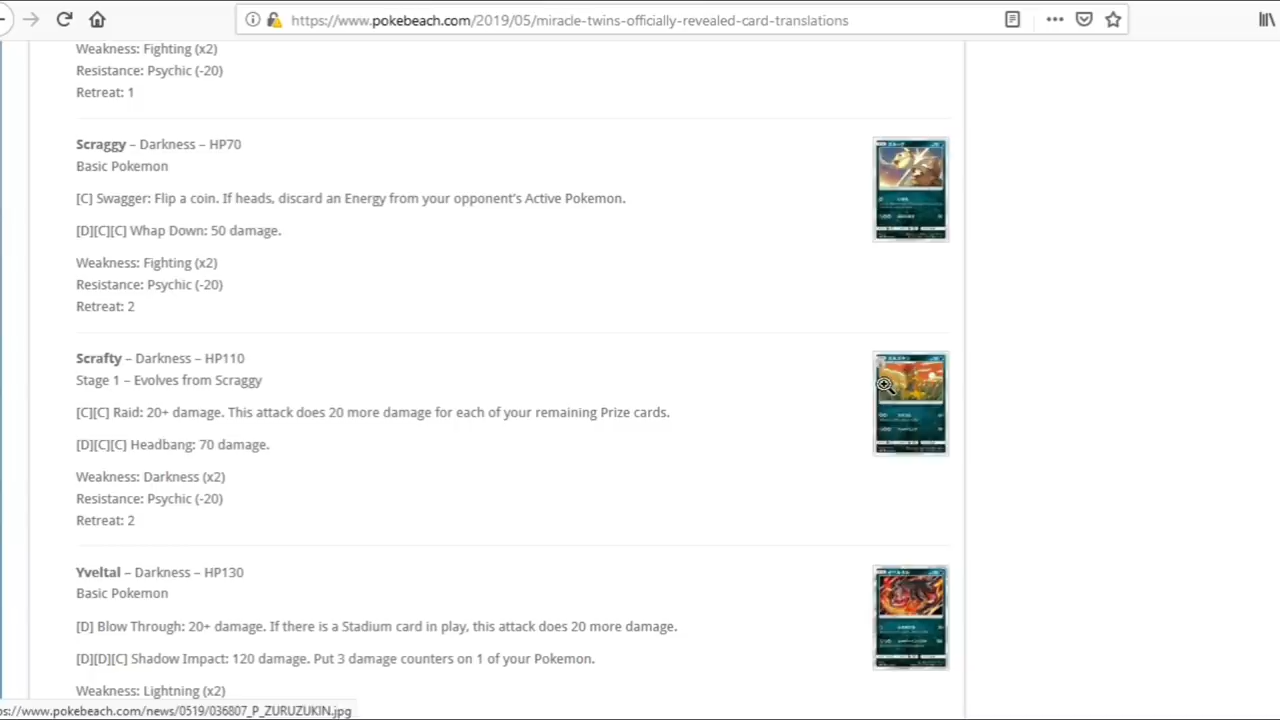 https://www.pokebeach.com/2019/05/miracle-twins-officially-revealed-card-translations
Weakness: Fighting (x2)
Resistance: Psychic (-20)
Retreat: 1
Scraggy – Darkness – HP70
Basic Pokemon
[C] Swagger: Flip a coin. If heads, discard an Energy from your opponent's Active Pokemon.
[D][C][C] Whap Down: 50 damage.
Weakness: Fighting (x2)
Resistance: Psychic (-20)
Retreat: 2
Scrafty – Darkness – HP110
Stage 1 – Evolves from Scraggy
[C][C] Raid: 20+ damage. This attack does 20 more damage for each of your remaining Prize cards.
[D][C][C] Headbang: 70 damage.
Weakness: Darkness (x2)
Resistance: Psychic (-20)
Retreat: 2
Yveltal – Darkness – HP130
Basic Pokemon
[D] Blow Through: 20+ damage. If there is a Stadium card in play, this attack does 20 more damage.
[D][D][C] Shadow Impact: 120 damage. Put 3 damage counters on 1 of your Pokemon.
Weakness: Lightning (x2)
ps://www.pokebeach.com/news/0519/036807_P_ZURUZUKIN.jpg